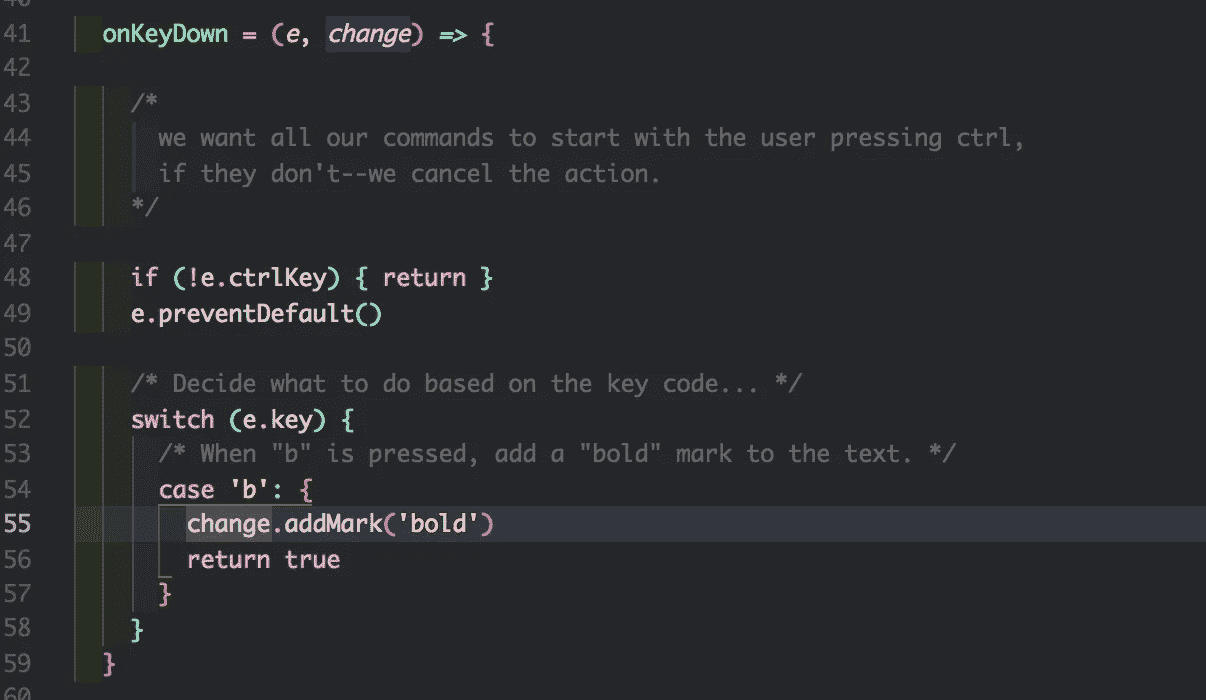 40
41 onKeyDown = (e, change) => {
42
43 /*
44 we want all our commands to start with the user pressing ctrl,
45 if they don't--we cancel the action.
46 */
47
48 if (!e.ctrlKey) { return }
49 e.preventDefault()
50
51 /* Decide what to do based on the key code... */
52 switch (e.key) {
53 /* When "b" is pressed, add a "bold" mark to the text. */
54 case 'b': {
55 change.addMark('bold')
56 return true
57 }
58 }
59 }
60